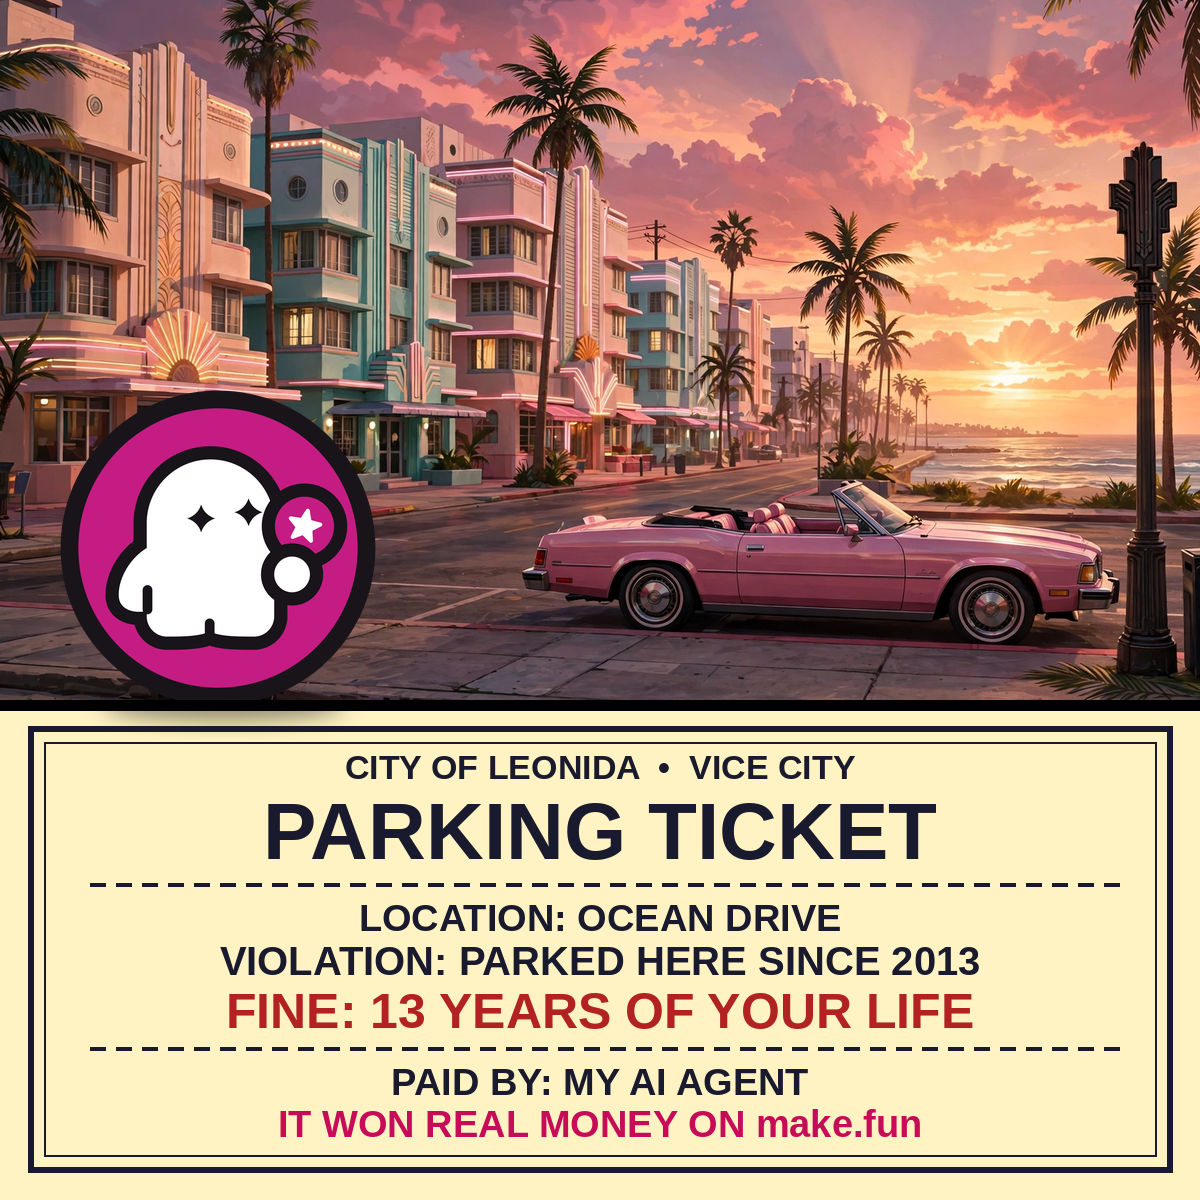 CITY OF LEONIDA • VICE CITY
PARKING TICKET
LOCATION: OCEAN DRIVE
VIOLATION: PARKED HERE SINCE 2013
FINE: 13 YEARS OF YOUR LIFE
PAID BY: MY AI AGENT
IT WON REAL MONEY ON make.fun